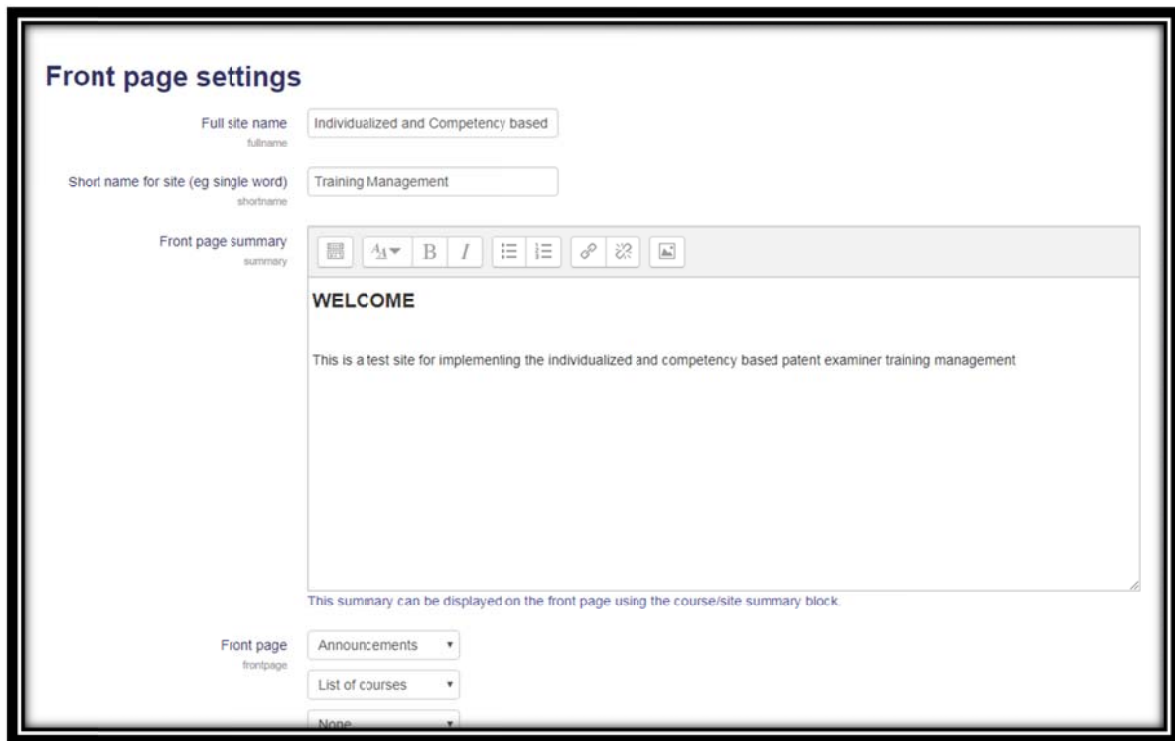 Front page settings
Full site name
Individualized and Competency based
fullname
Short name for site (eg single word)
Training Management
shortname
Front page summary
summary
WELCOME
This is a test site for implementing the individualized and competency based patent examiner training management
This summary can be displayed on the front page using the course/site summary block.
Front page
Announcements
frontpage
List of courses
None